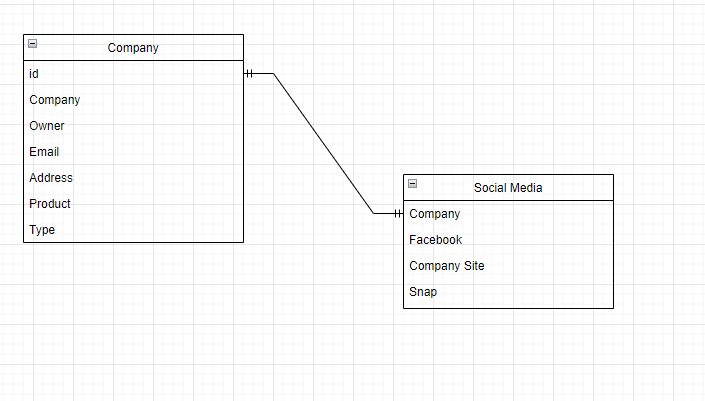 Company
id
Company
Owner
Email
Address
Product
Type
Social Media
Company
Facebook
Company Site
Snap